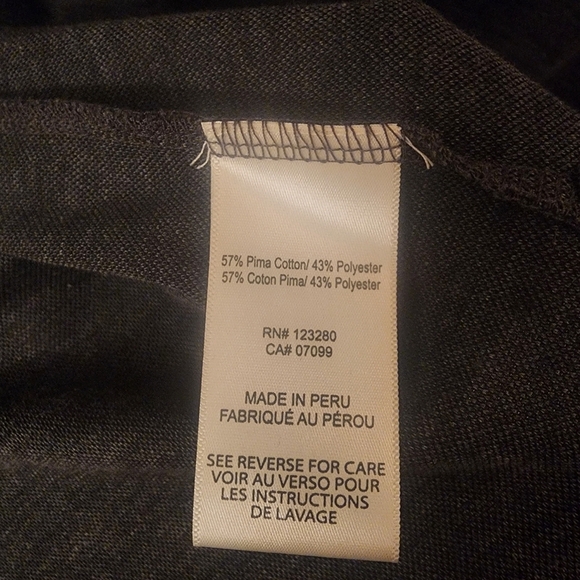 57% Pima Cotton/ 43% Polyester
57% Coton Pima/ 43% Polyester
RN# 123280
CA# 07099
MADE IN PERU
FABRIQUÉ AU PÉROU
SEE REVERSE FOR CARE
VOIR AU VERSO POUR
LES INSTRUCTIONS
DE LAVAGE